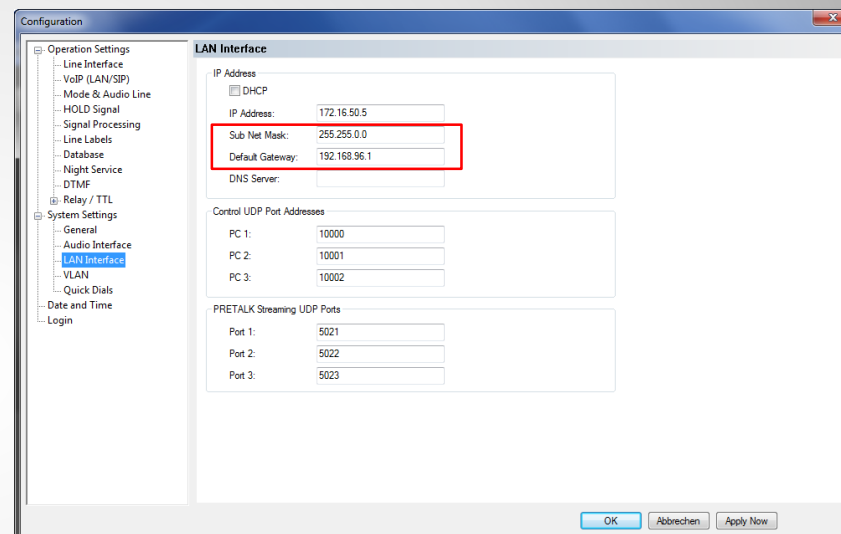 Configuration
Operation Settings
Line Interface
VoIP (LAN/SIP)
Mode & Audio Line
HOLD Signal
Signal Processing
Line Labels
Database
Night Service
DTMF
Relay / TTL
System Settings
General
Audio Interface
LAN Interface
VLAN
Quick Dials
Date and Time
Login
LAN Interface
IP Address
DHCP
IP Address: 172.16.50.5
Sub Net Mask: 255.255.0.0
Default Gateway: 192.168.96.1
DNS Server:
Control UDP Port Addresses
PC 1: 10000
PC 2: 10001
PC 3: 10002
PRETALK Streaming UDP Ports
Port 1: 5021
Port 2: 5022
Port 3: 5023
OK Abbrechen Apply Now